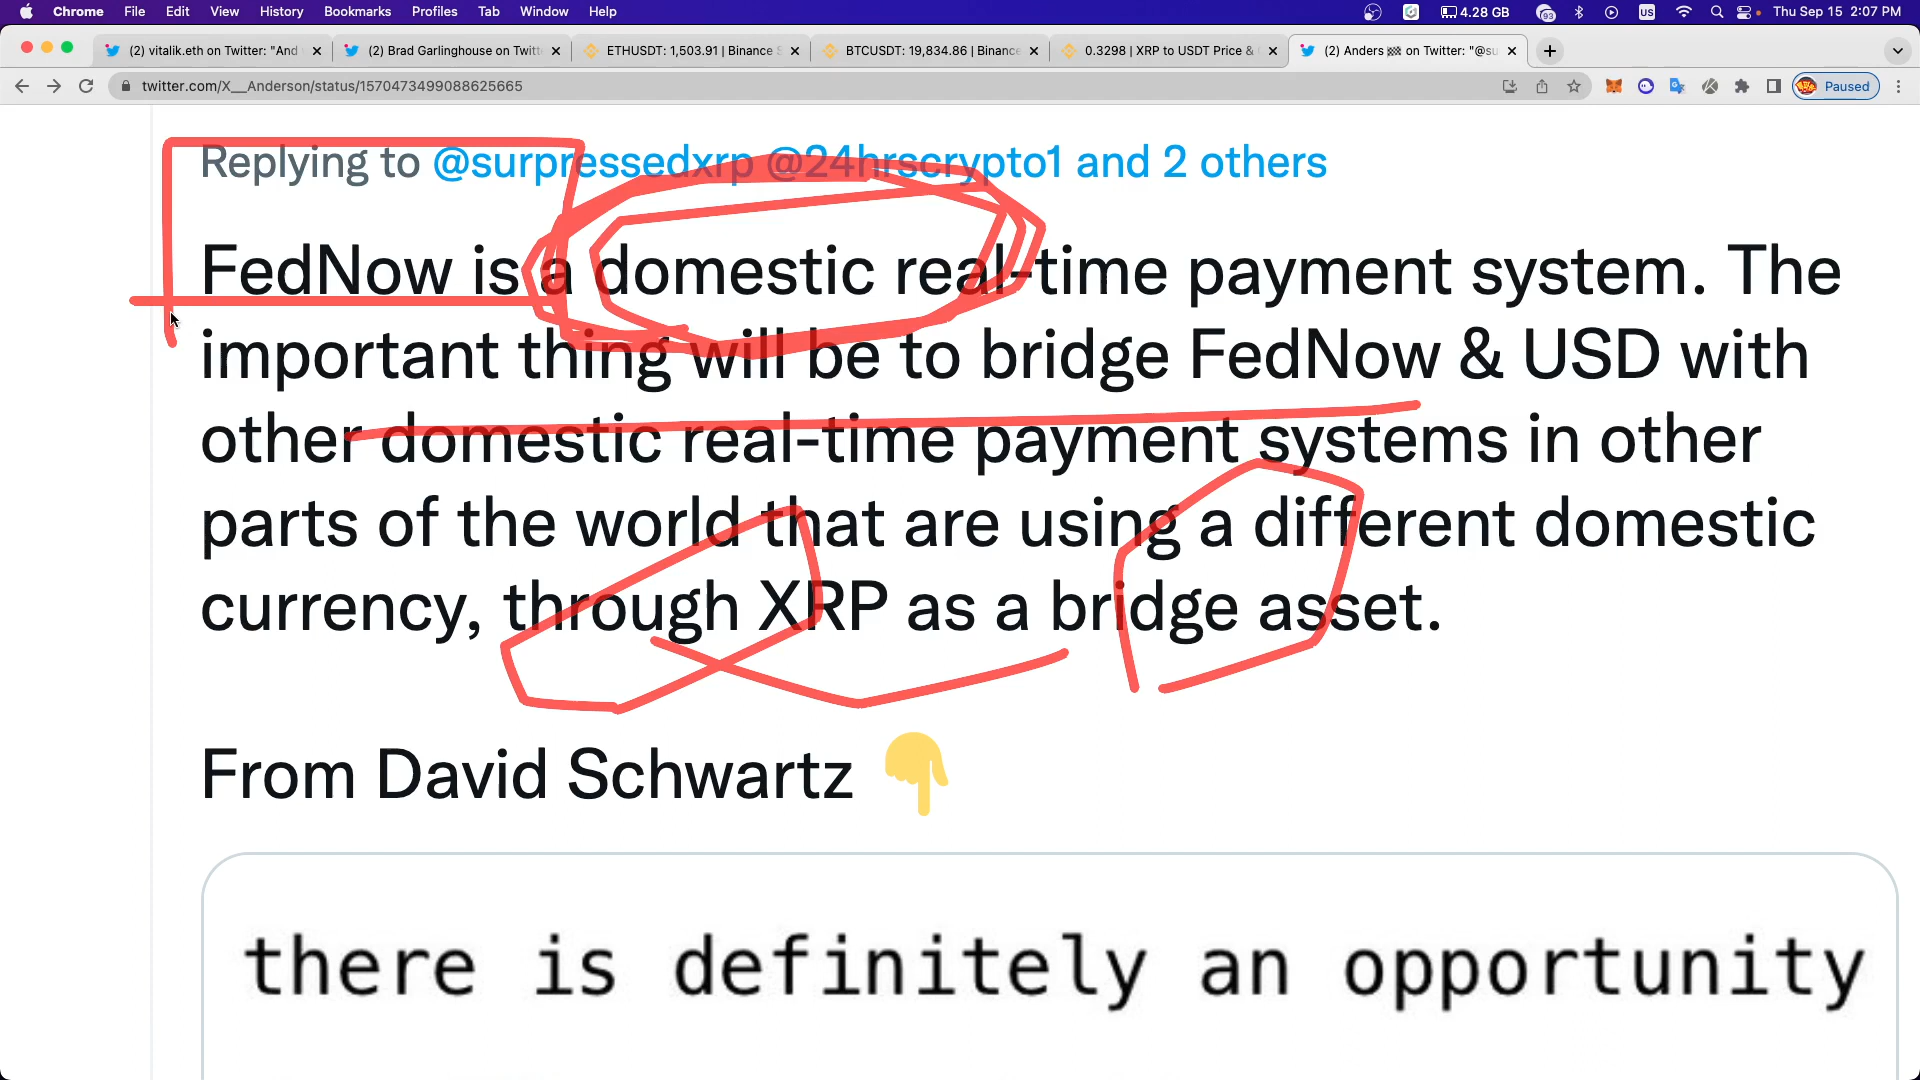 Chrome File Edit View History Bookmarks Profiles Tab Window Help 4.28 GB 93 US Thu Sep 15 2:07 PM
(2) vitalik.eth on Twitter: "And (2) Brad Garlinghouse on Twitt ETHUSDT: 1,503.91 | Binance S BTCUSDT: 19,834.86 | Binance 0.3298 | XRP to USDT Price & (2) Anders 🏁 on Twitter: "@su
twitter.com/X__Anderson/status/1570473499088625665 Paused
Replying to @surpressedxrp @24hrscrypto1 and 2 others
FedNow is a domestic real-time payment system. The
important thing will be to bridge FedNow & USD with
other domestic real-time payment systems in other
parts of the world that are using a different domestic
currency, through XRP as a bridge asset.
From David Schwartz 👇
there is definitely an opportunity